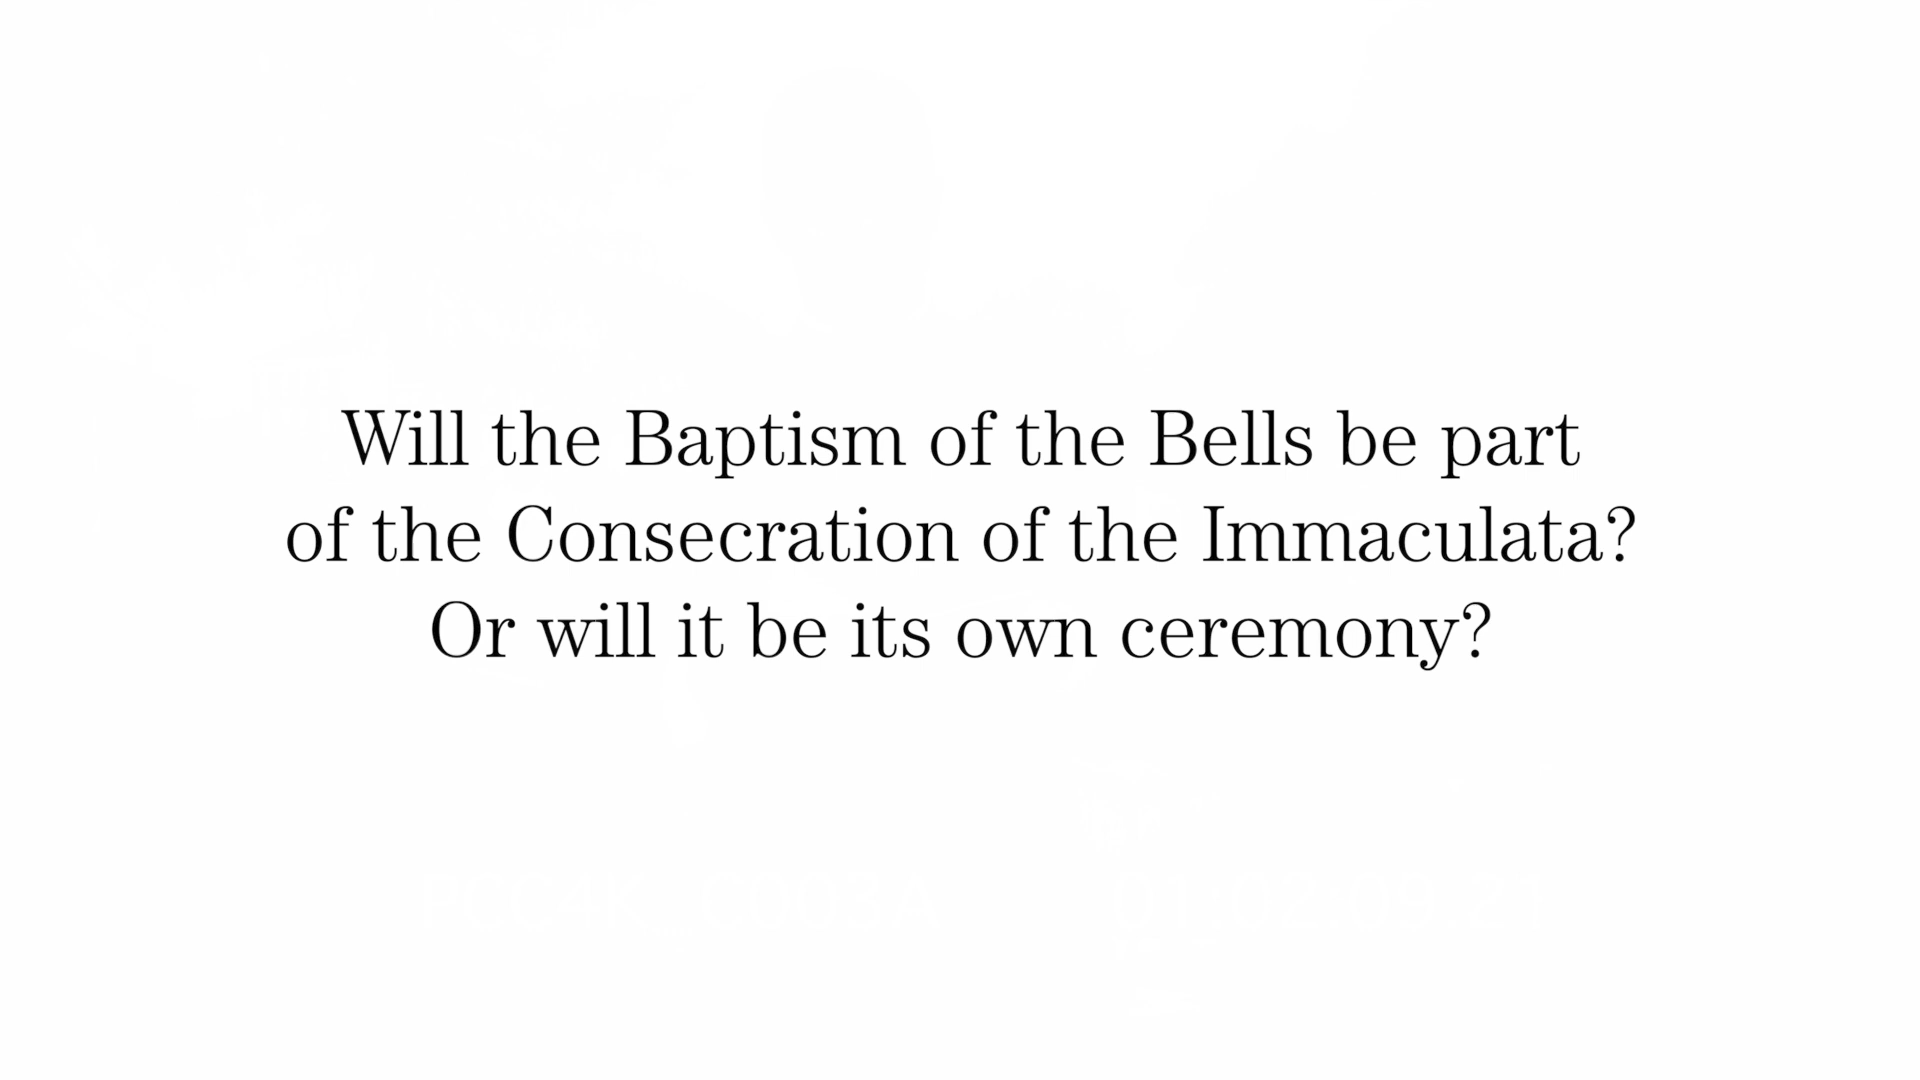 Will the Baptism of the Bells be part
of the Consecration of the Immaculata?
Or will it be its own ceremony?